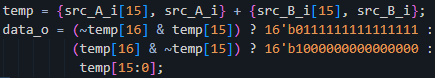 temp = {src_A_i[15], src_A_i} + {src_B_i[15], src_B_i};
data_o = (~temp[16] & temp[15]) ? 16'b0111111111111111 :
(temp[16] & ~temp[15]) ? 16'b1000000000000000 :
temp[15:0];